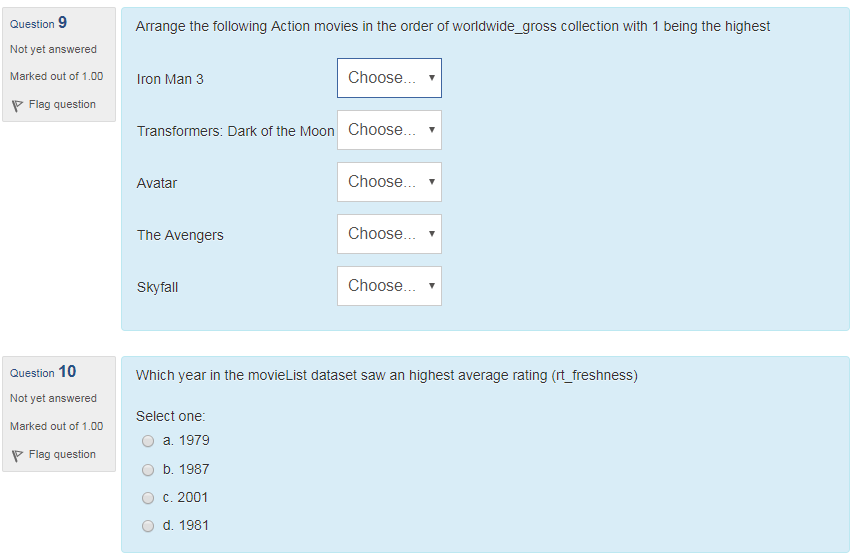 Question 9
Not yet answered
Marked out of 1.00
Flag question
Arrange the following Action movies in the order of worldwide_gross collection with 1 being the highest
Iron Man 3 Choose...
Transformers: Dark of the Moon Choose...
Avatar Choose...
The Avengers Choose...
Skyfall Choose...
Question 10
Not yet answered
Marked out of 1.00
Flag question
Which year in the movieList dataset saw an highest average rating (rt_freshness)
Select one:
a. 1979
b. 1987
c. 2001
d. 1981